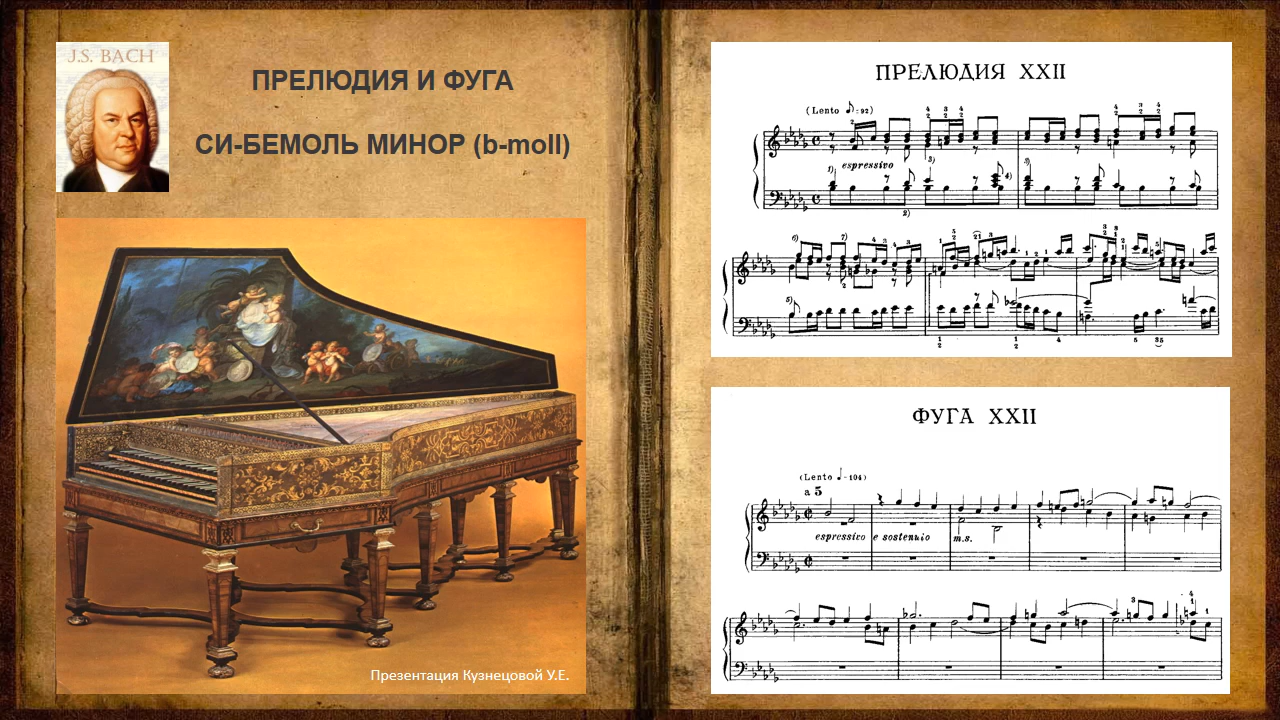 J.S. BACH
ПРЕЛЮДИЯ И ФУГА
СИ-БЕМОЛЬ МИНОР (b-moll)
Презентация Кузнецовой У.Е.
ПРЕЛЮДИЯ XXII
(Lento ♪=92)
espressivo
ФУГА XXII
(Lento ♩=104)
a 5
espressivo e sostenuto m.s.